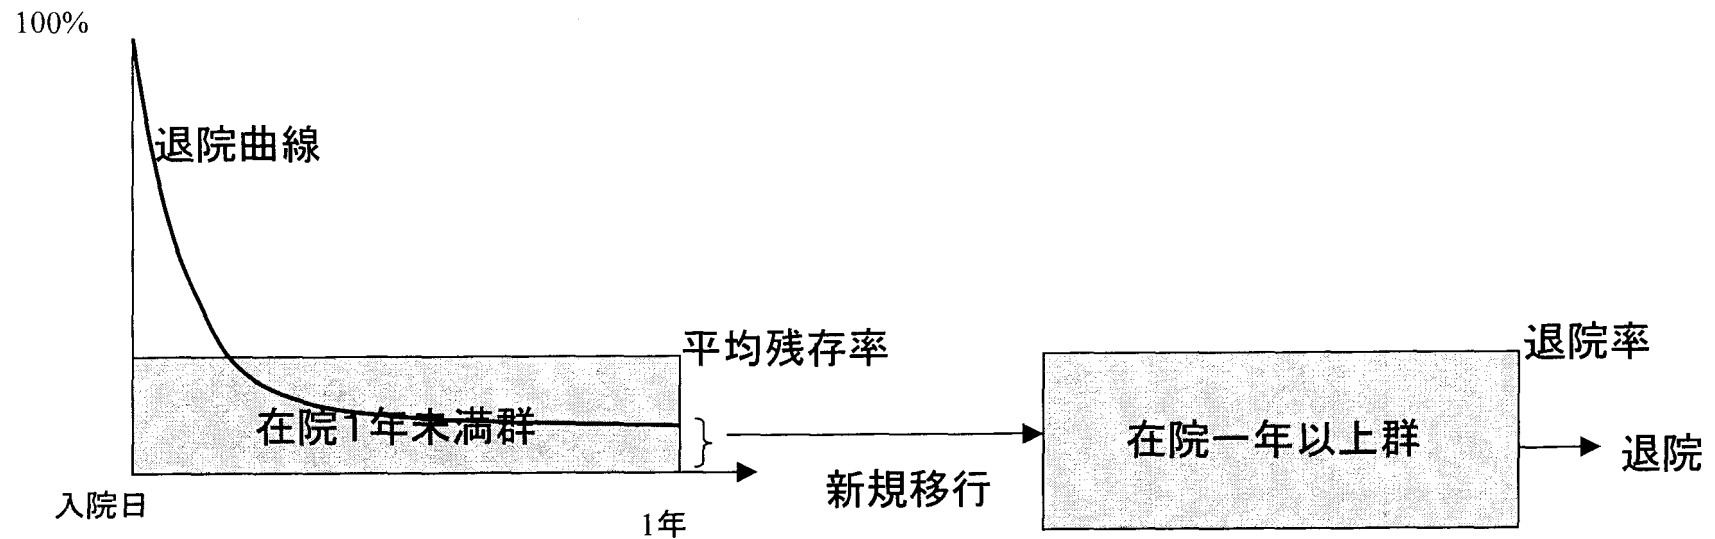 100%
退院曲線
平均残存率
在院1年未満群
入院日
1年
新規移行
退院率
在院一年以上群
退院